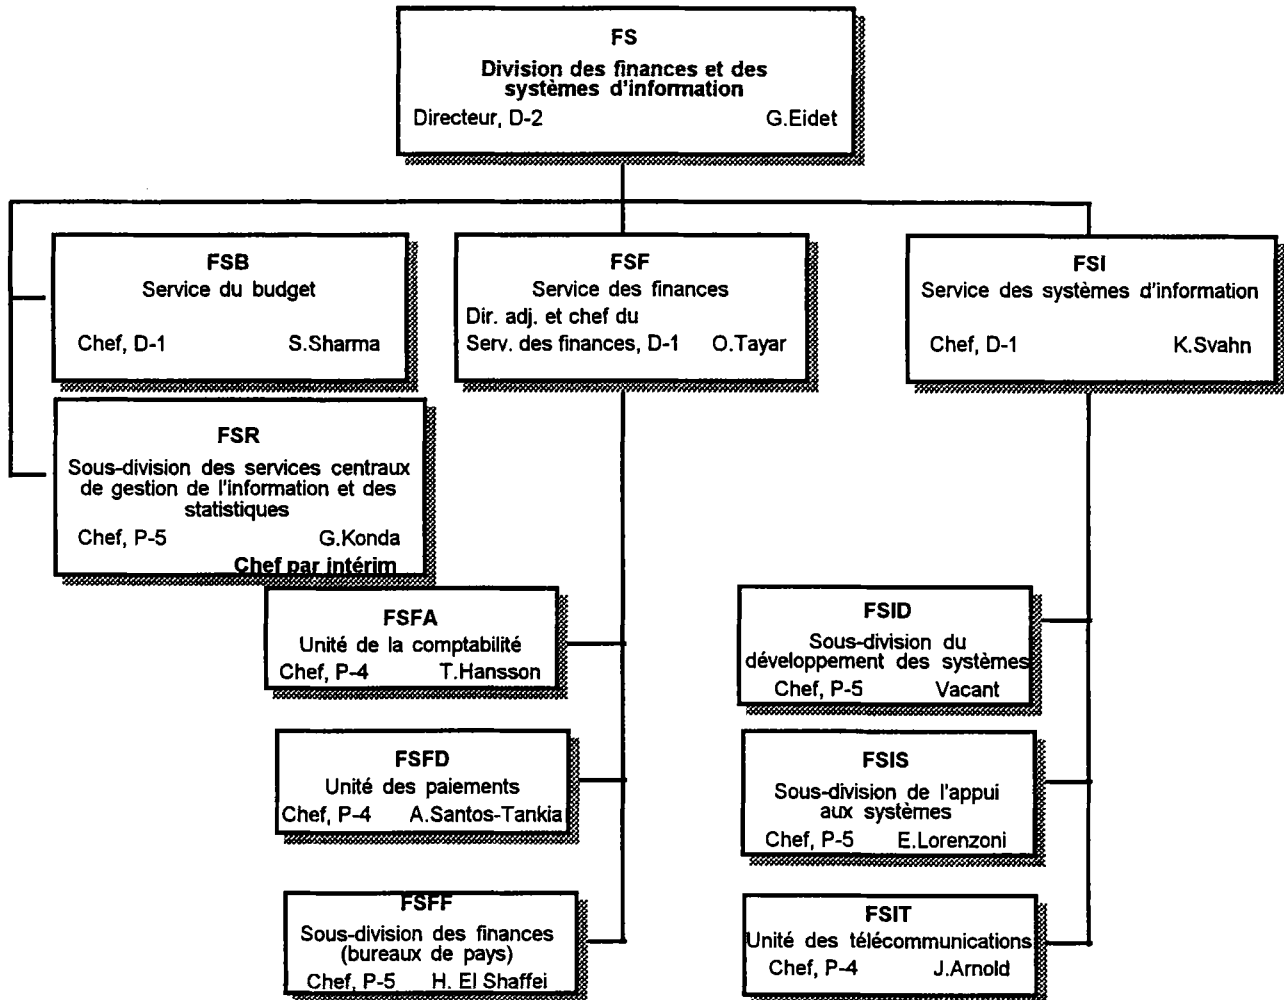 FS
Division des finances et des
systèmes d'information
Directeur, D-2 G.Eidet
FSB
Service du budget
Chef, D-1 S.Sharma
FSF
Service des finances
Dir. adj. et chef du
Serv. des finances, D-1 O.Tayar
FSI
Service des systèmes d'information
Chef, D-1 K.Svahn
FSR
Sous-division des services centraux
de gestion de l'information et des
statistiques
Chef, P-5 G.Konda
Chef par intérim
FSFA
Unité de la comptabilité
Chef, P-4 T.Hansson
FSFD
Unité des paiements
Chef, P-4 A.Santos-Tankia
FSFF
Sous-division des finances
(bureaux de pays)
Chef, P-5 H. El Shaffei
FSID
Sous-division du
développement des systèmes
Chef, P-5 Vacant
FSIS
Sous-division de l'appui
aux systèmes
Chef, P-5 E.Lorenzoni
FSIT
Unité des télécommunications
Chef, P-4 J.Arnold